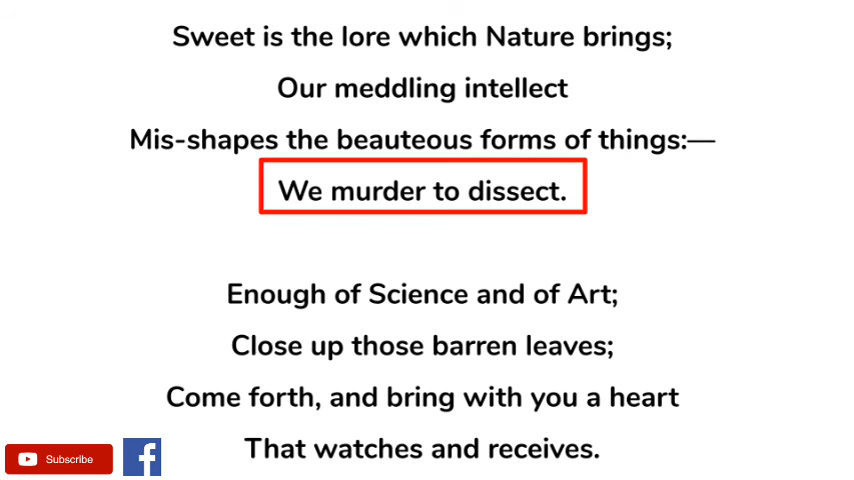 Sweet is the lore which Nature brings;
Our meddling intellect
Mis-shapes the beauteous forms of things:—
We murder to dissect.
Enough of Science and of Art;
Close up those barren leaves;
Come forth, and bring with you a heart
That watches and receives.
Subscribe